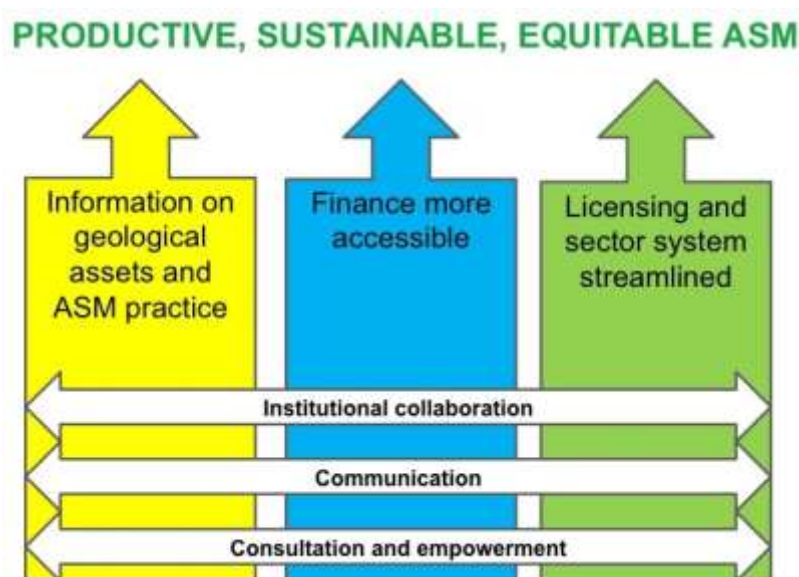 PRODUCTIVE, SUSTAINABLE, EQUITABLE ASM
Information on
geological
assets and
ASM practice
Finance more
accessible
Licensing and
sector system
streamlined
Institutional collaboration
Communication
Consultation and empowerment